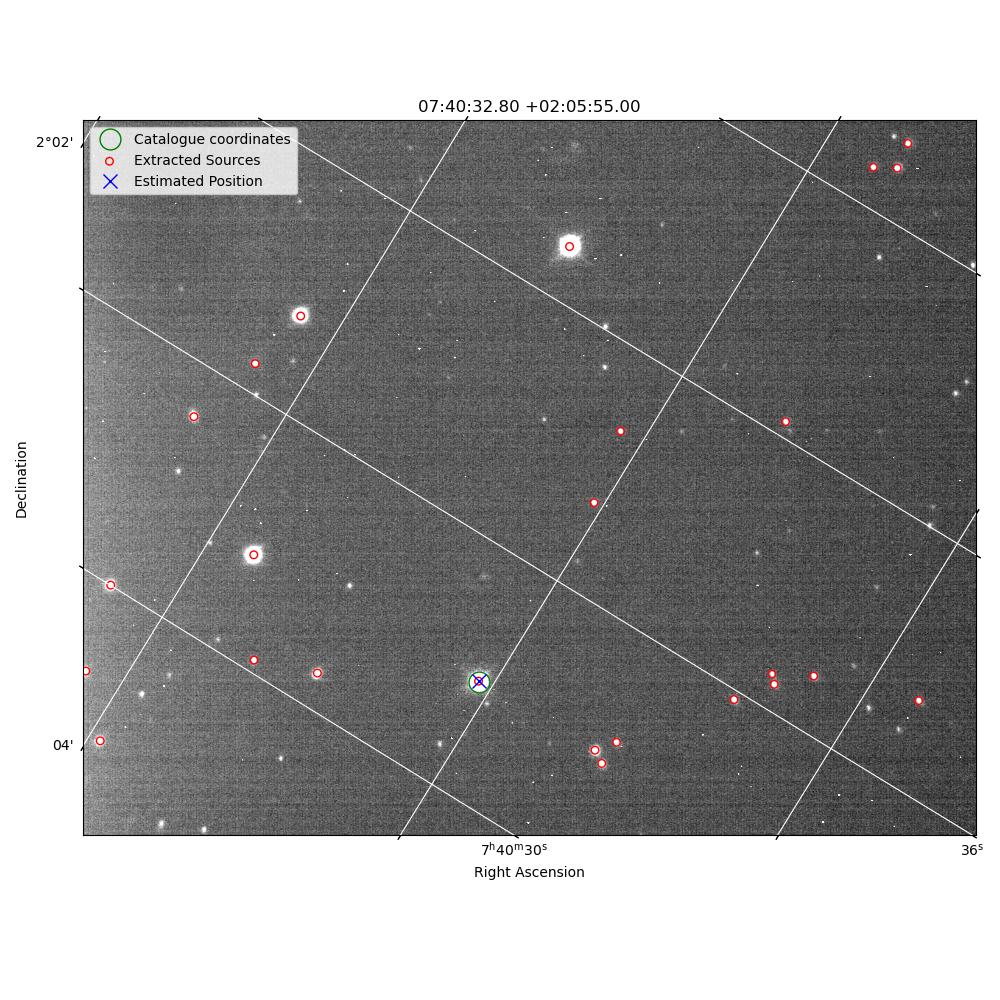 07:40:32.80 +02:05:55.00
2°02'
Catalogue coordinates
Extracted Sources
Estimated Position
Declination
04'
7ʰ40ᵐ30ˢ
36ˢ
Right Ascension